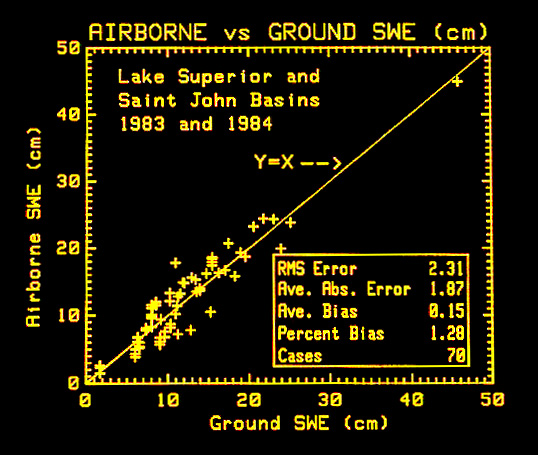 AIRBORNE vs GROUND SWE (cm)
50
Lake Superior and
Saint John Basins
1983 and 1984
40
Y=X -->
30
Airborne SWE (cm)
20
RMS Error 2.31
Ave. Abs. Error 1.87
Ave. Bias 0.15
10
Percent Bias 1.28
Cases 70
0
0 10 20 30 40 50
Ground SWE (cm)